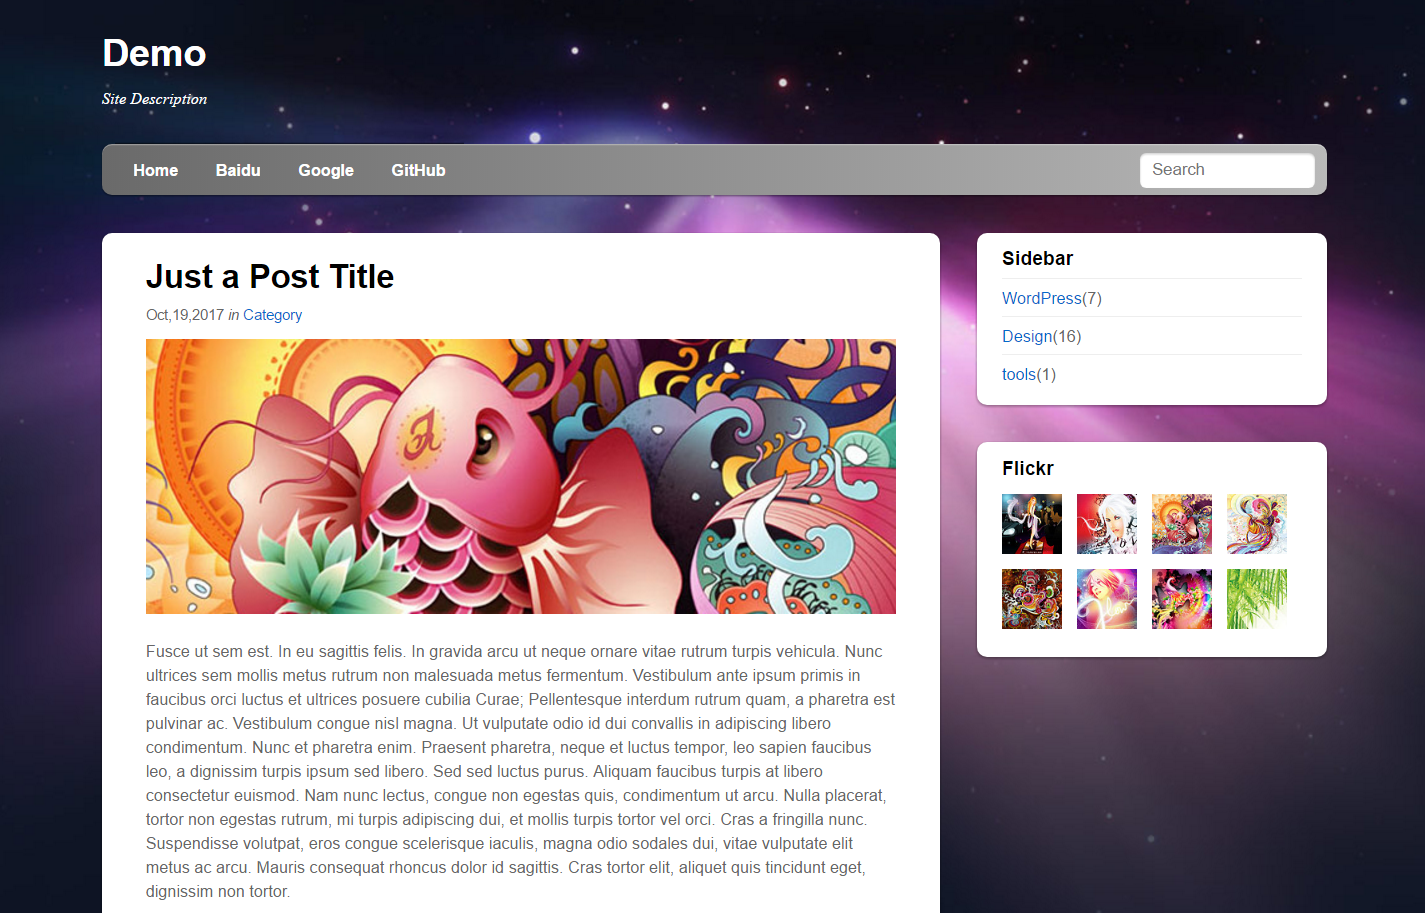 Demo
Site Description
Home Baidu Google GitHub Search
Just a Post Title
Oct,19,2017 in Category
Fusce ut sem est. In eu sagittis felis. In gravida arcu ut neque ornare vitae rutrum turpis vehicula. Nunc
ultrices sem mollis metus rutrum non malesuada metus fermentum. Vestibulum ante ipsum primis in
faucibus orci luctus et ultrices posuere cubilia Curae; Pellentesque interdum rutrum quam, a pharetra est
pulvinar ac. Vestibulum congue nisl magna. Ut vulputate odio id dui convallis in adipiscing libero
condimentum. Nunc et pharetra enim. Praesent pharetra, neque et luctus tempor, leo sapien faucibus
leo, a dignissim turpis ipsum sed libero. Sed sed luctus purus. Aliquam faucibus turpis at libero
consectetur euismod. Nam nunc lectus, congue non egestas quis, condimentum ut arcu. Nulla placerat,
tortor non egestas rutrum, mi turpis adipiscing dui, et mollis turpis tortor vel orci. Cras a fringilla nunc.
Suspendisse volutpat, eros congue scelerisque iaculis, magna odio sodales dui, vitae vulputate elit
metus ac arcu. Mauris consequat rhoncus dolor id sagittis. Cras tortor elit, aliquet quis tincidunt eget,
dignissim non tortor.
Sidebar
WordPress(7)
Design(16)
tools(1)
Flickr